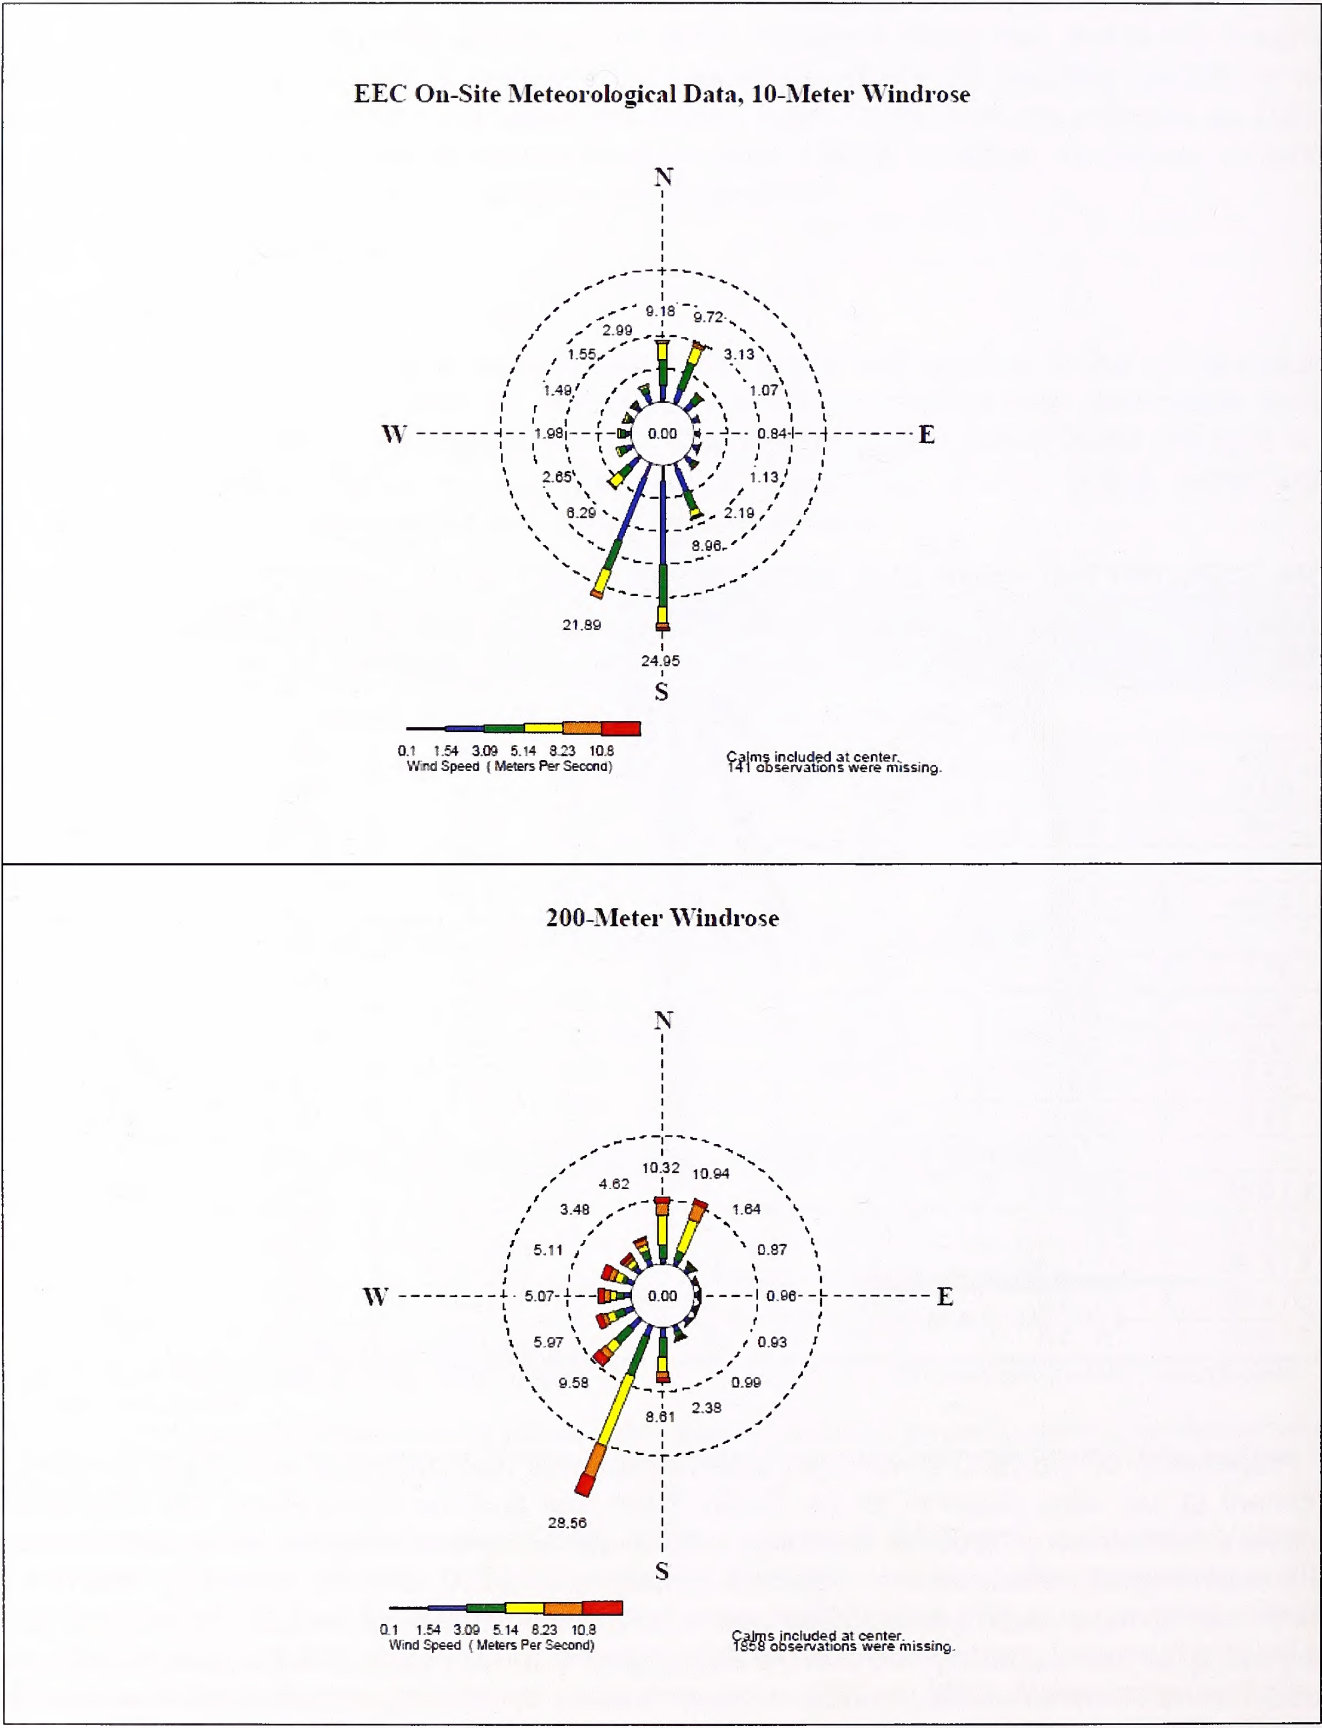 EEC On-Site Meteorological Data, 10-Meter Windrose
N
9.18 9.72
2.99
1.55 3.13
1.49 1.07
W 1.98 0.00 0.84 E
2.65 1.13
6.29 2.19
8.96
21.89
24.95
S
0.1 1.54 3.09 5.14 8.23 10.8
Wind Speed ( Meters Per Second)
Calms included at center.
141 observations were missing.
200-Meter Windrose
N
10.32 10.94
4.62
3.48 1.64
5.11 0.87
W 5.07 0.00 0.96 E
5.97 0.93
9.58 0.99
8.61 2.38
28.56
S
0.1 1.54 3.09 5.14 8.23 10.8
Wind Speed ( Meters Per Second)
Calms included at center.
1858 observations were missing.